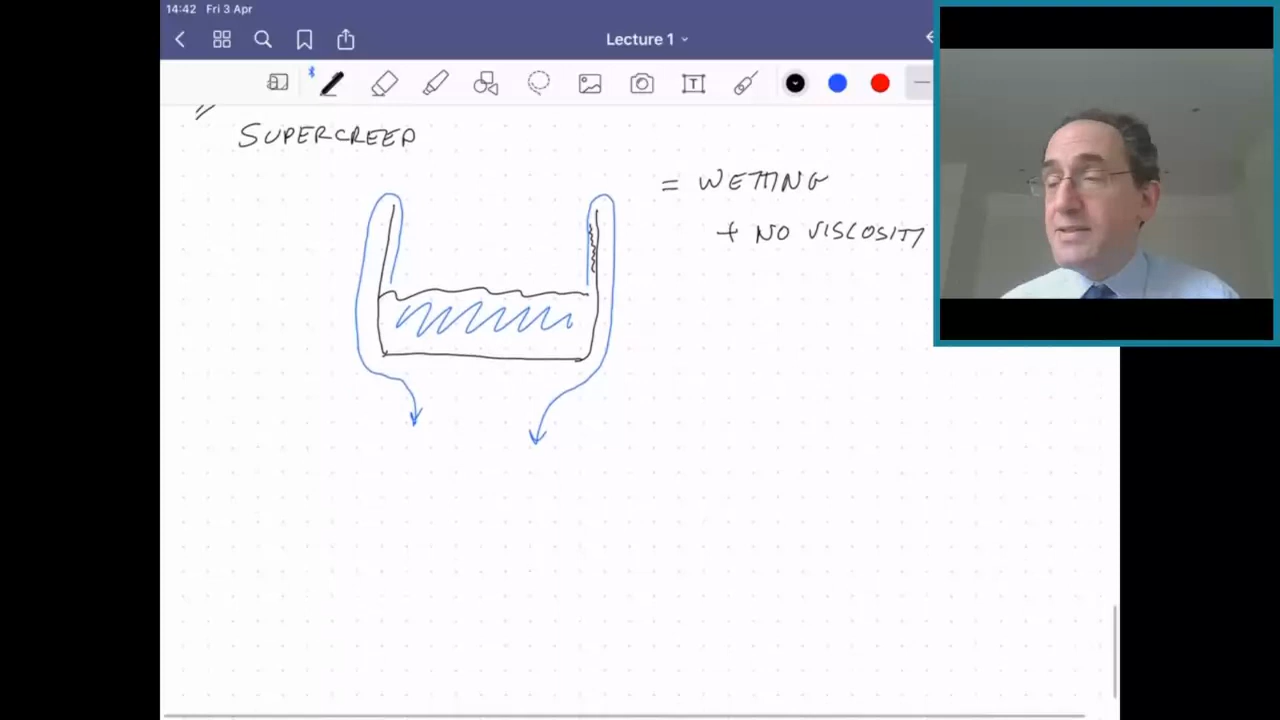 14:42 Fri 3 Apr
Lecture 1
T
SUPERCREEP
= WETTING
+ NO VISCOSITY